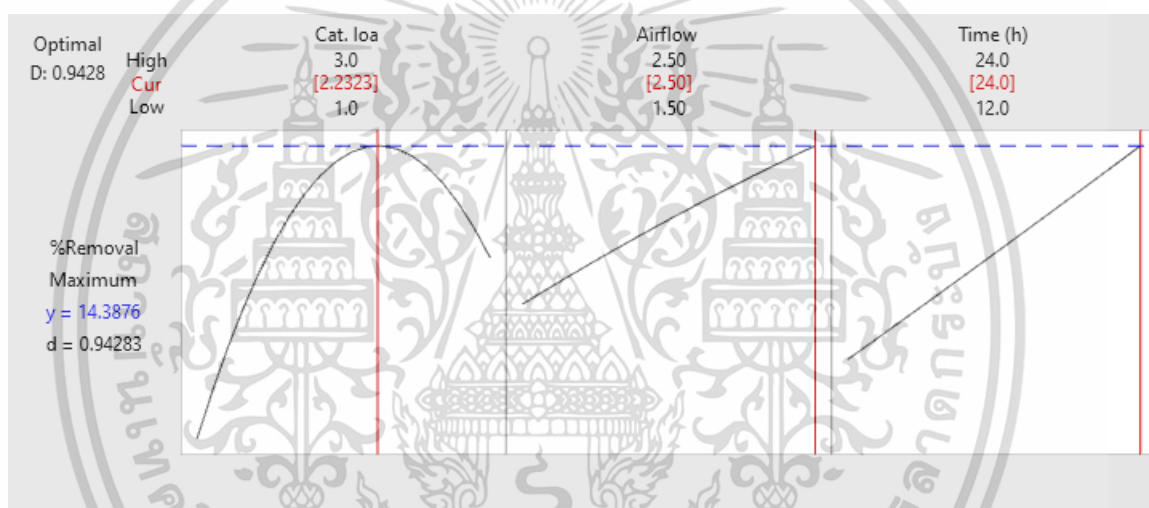 Optimal
D: 0.9428
High
Cur
Low
Cat. loa
3.0
[2.2323]
1.0
Airflow
2.50
[2.50]
1.50
Time (h)
24.0
[24.0]
12.0
%Removal
Maximum
y = 14.3876
d = 0.94283